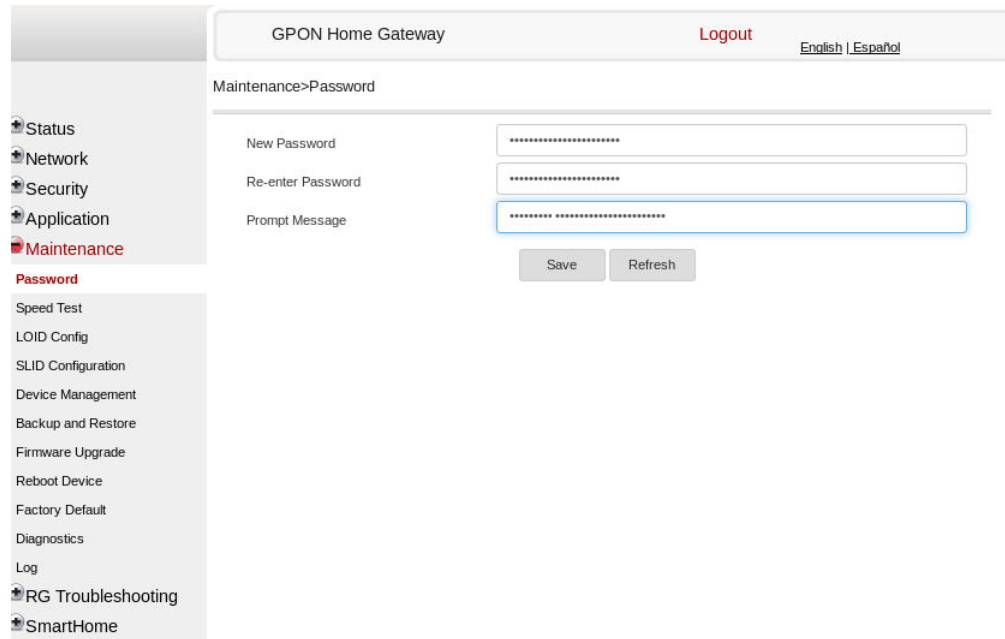 GPON Home Gateway
Logout
English | Español
Maintenance>Password
Status
Network
Security
Application
Maintenance
Password
Speed Test
LOID Config
SLID Configuration
Device Management
Backup and Restore
Firmware Upgrade
Reboot Device
Factory Default
Diagnostics
Log
RG Troubleshooting
SmartHome
New Password
Re-enter Password
Prompt Message
Save Refresh